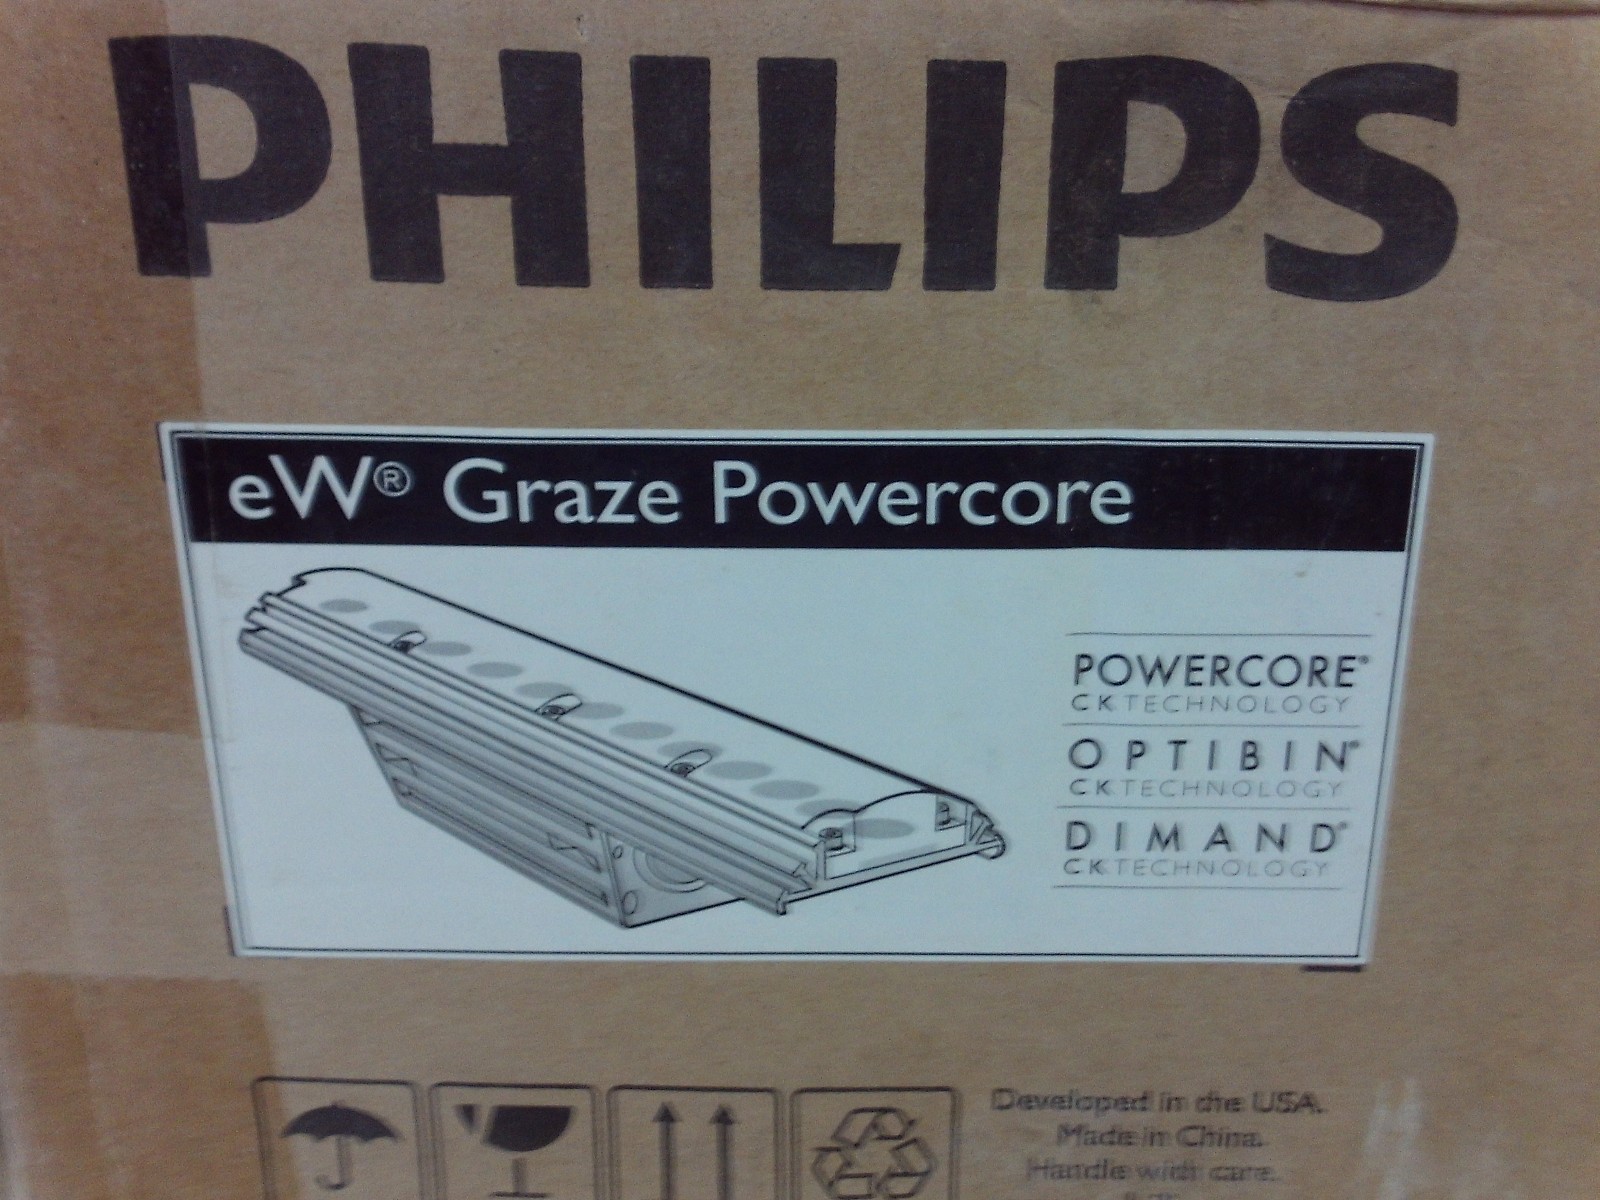 PHILIPS
eW® Graze Powercore
POWERCORE®
CK TECHNOLOGY
OPTIBIN®
CK TECHNOLOGY
DIMAND®
CK TECHNOLOGY
Developed in the USA.
Made in China.
Handle with care.